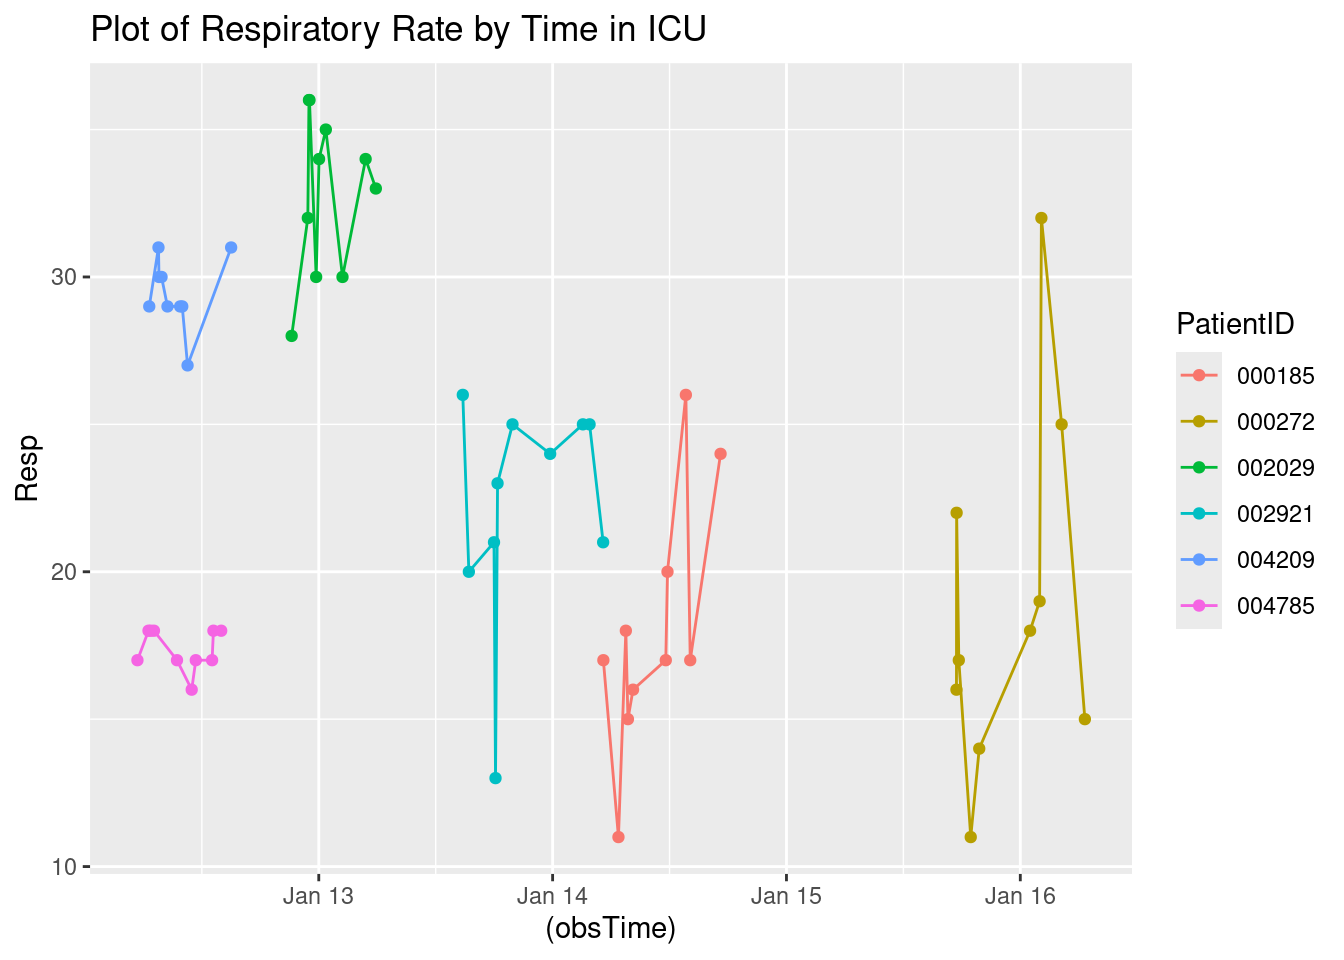 Plot of Respiratory Rate by Time in ICU
Resp
30
20
10
Jan 13
Jan 14
Jan 15
Jan 16
(obsTime)
PatientID
000185
000272
002029
002921
004209
004785